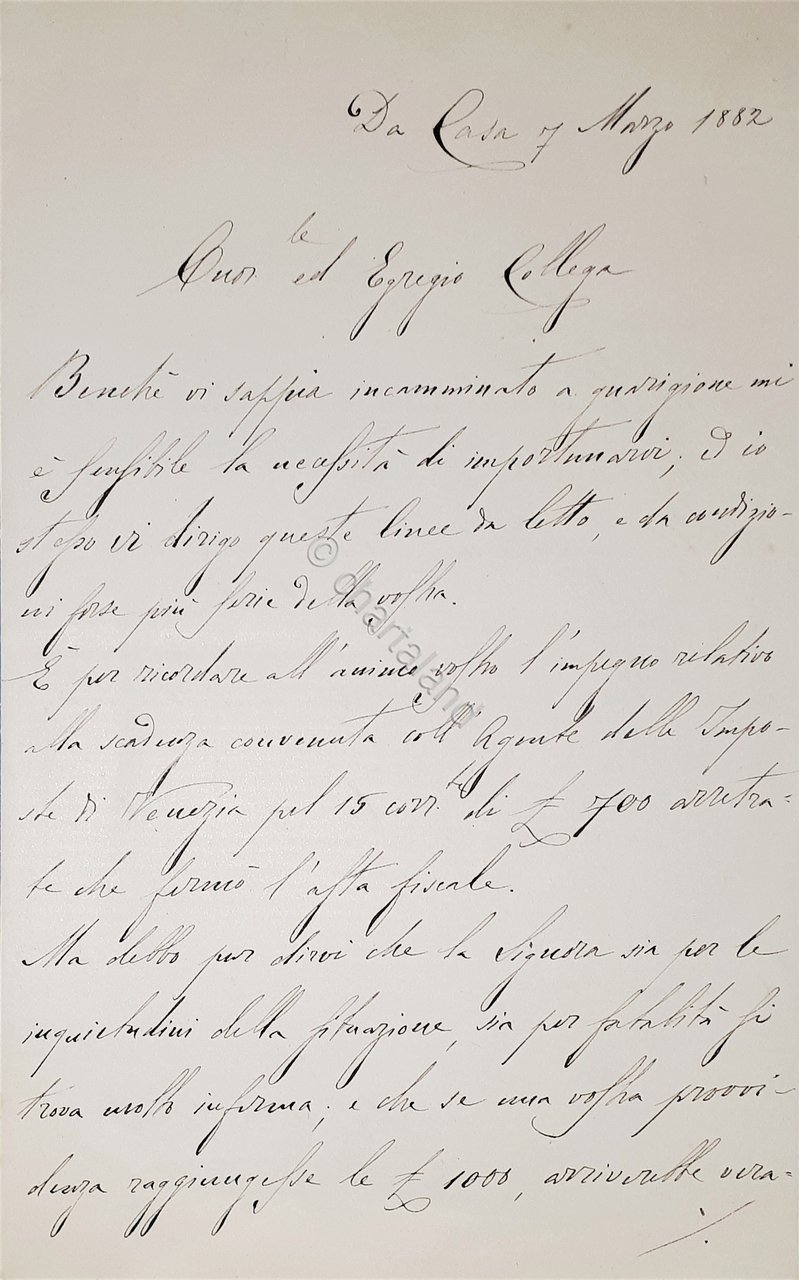 Da Casa 7 Marzo 1882
Onor.le ed Egregio Collega
Benchè vi sappia incamminato a guarigione mi
è sensibile la necessità di importunarvi; ed io
stesso vi dirigo queste linee da letto, e da condizio-
ni forse più serie della vostra.
È per ricordare all'animo vostro l'impegno relativo
alla scadenza convenuta coll'Agente delle Impo-
ste di Venezia pel 15 corr.te di £ 700 arretra-
te che fermò l'asta fiscale.
Ma debbo pur dirvi che la Signora sia per le
inquietudini della situazione, sia per fatalità si
trova molto inferma; e che se una vostra provvi-
denza raggiungesse le £ 1000, arriverebbe vera-
./.
© chartaland